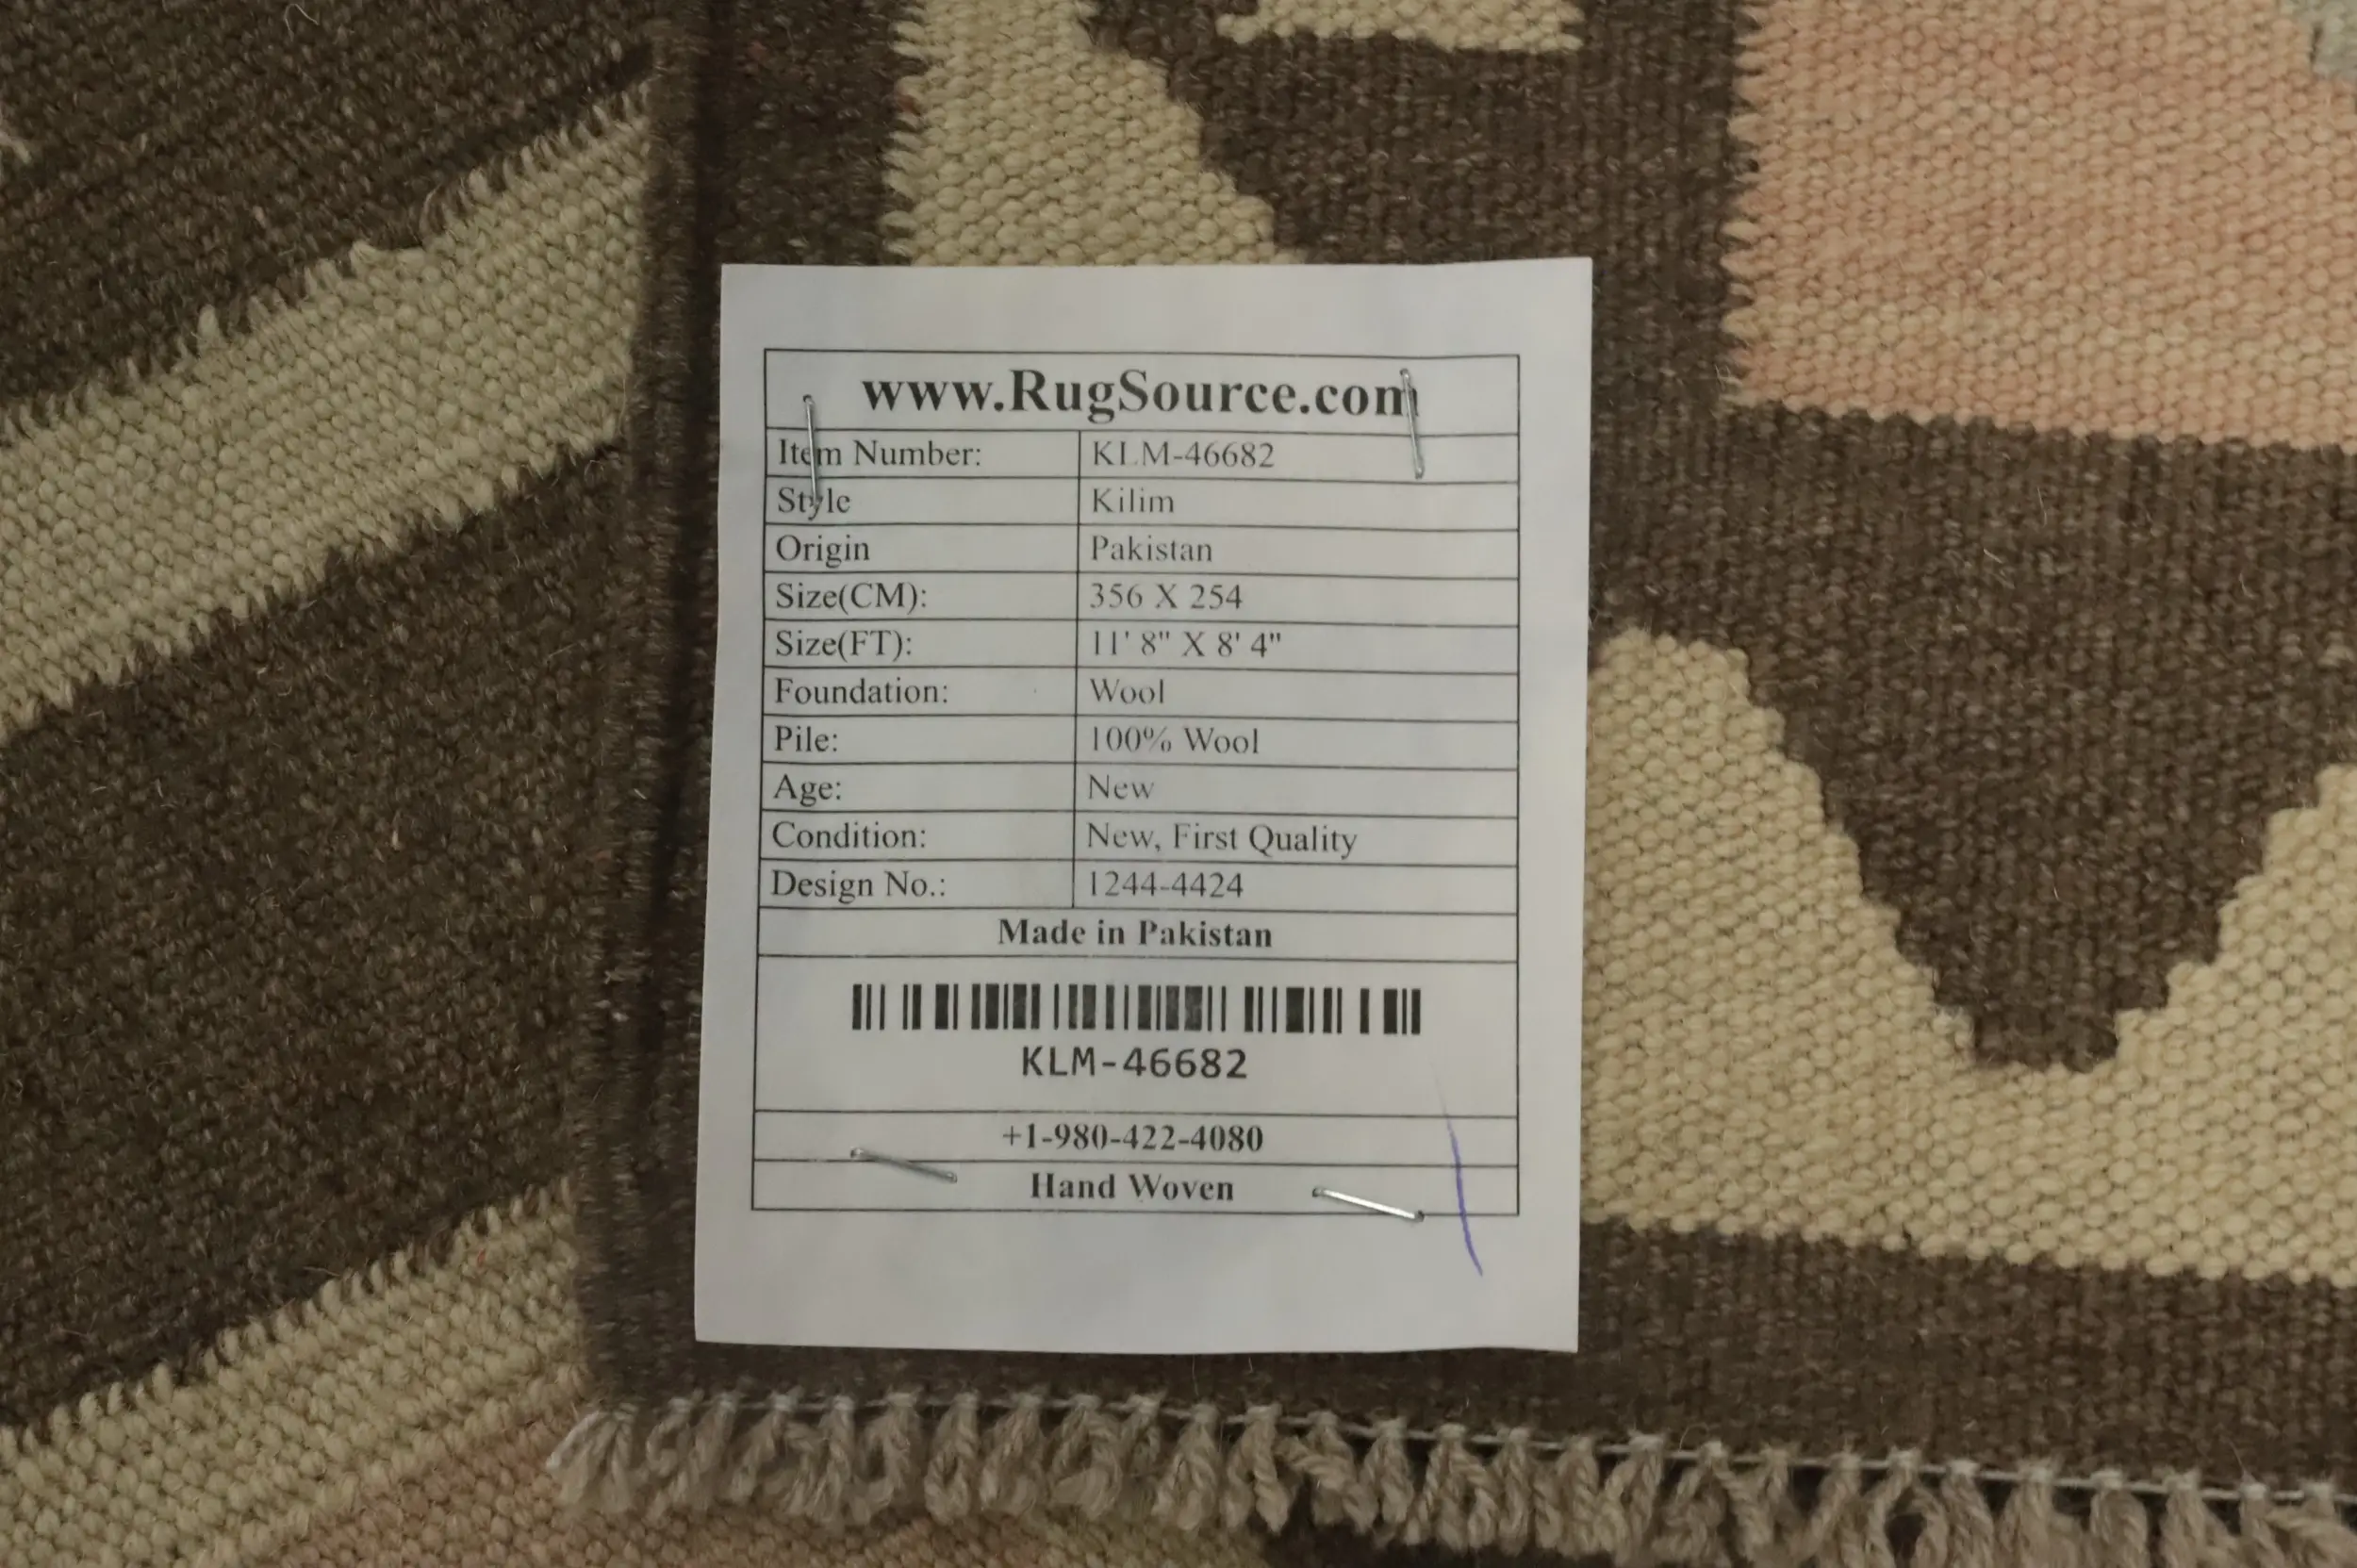 www.RugSource.com
Item Number: KLM-46682
Style Kilim
Origin Pakistan
Size(CM): 356 X 254
Size(FT): 11' 8" X 8' 4"
Foundation: Wool
Pile: 100% Wool
Age: New
Condition: New, First Quality
Design No.: 1244-4424
Made in Pakistan
KLM-46682
+1-980-422-4080
Hand Woven